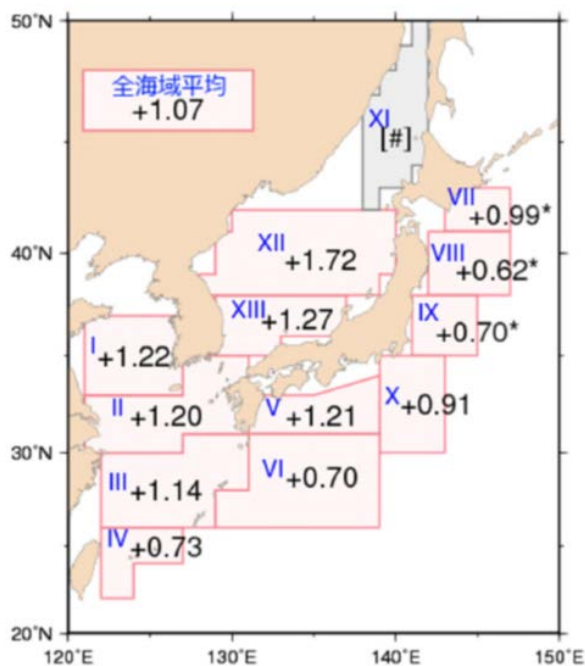 50°N
全海域平均
+1.07
XI
[#]
VII
+0.99*
40°N
XII
+1.72
VIII
+0.62*
XIII
+1.27
IX
+0.70*
I
+1.22
II
+1.20
V
+1.21
X
+0.91
30°N
III
+1.14
VI
+0.70
IV
+0.73
20°N
120°E
130°E
140°E
150°E